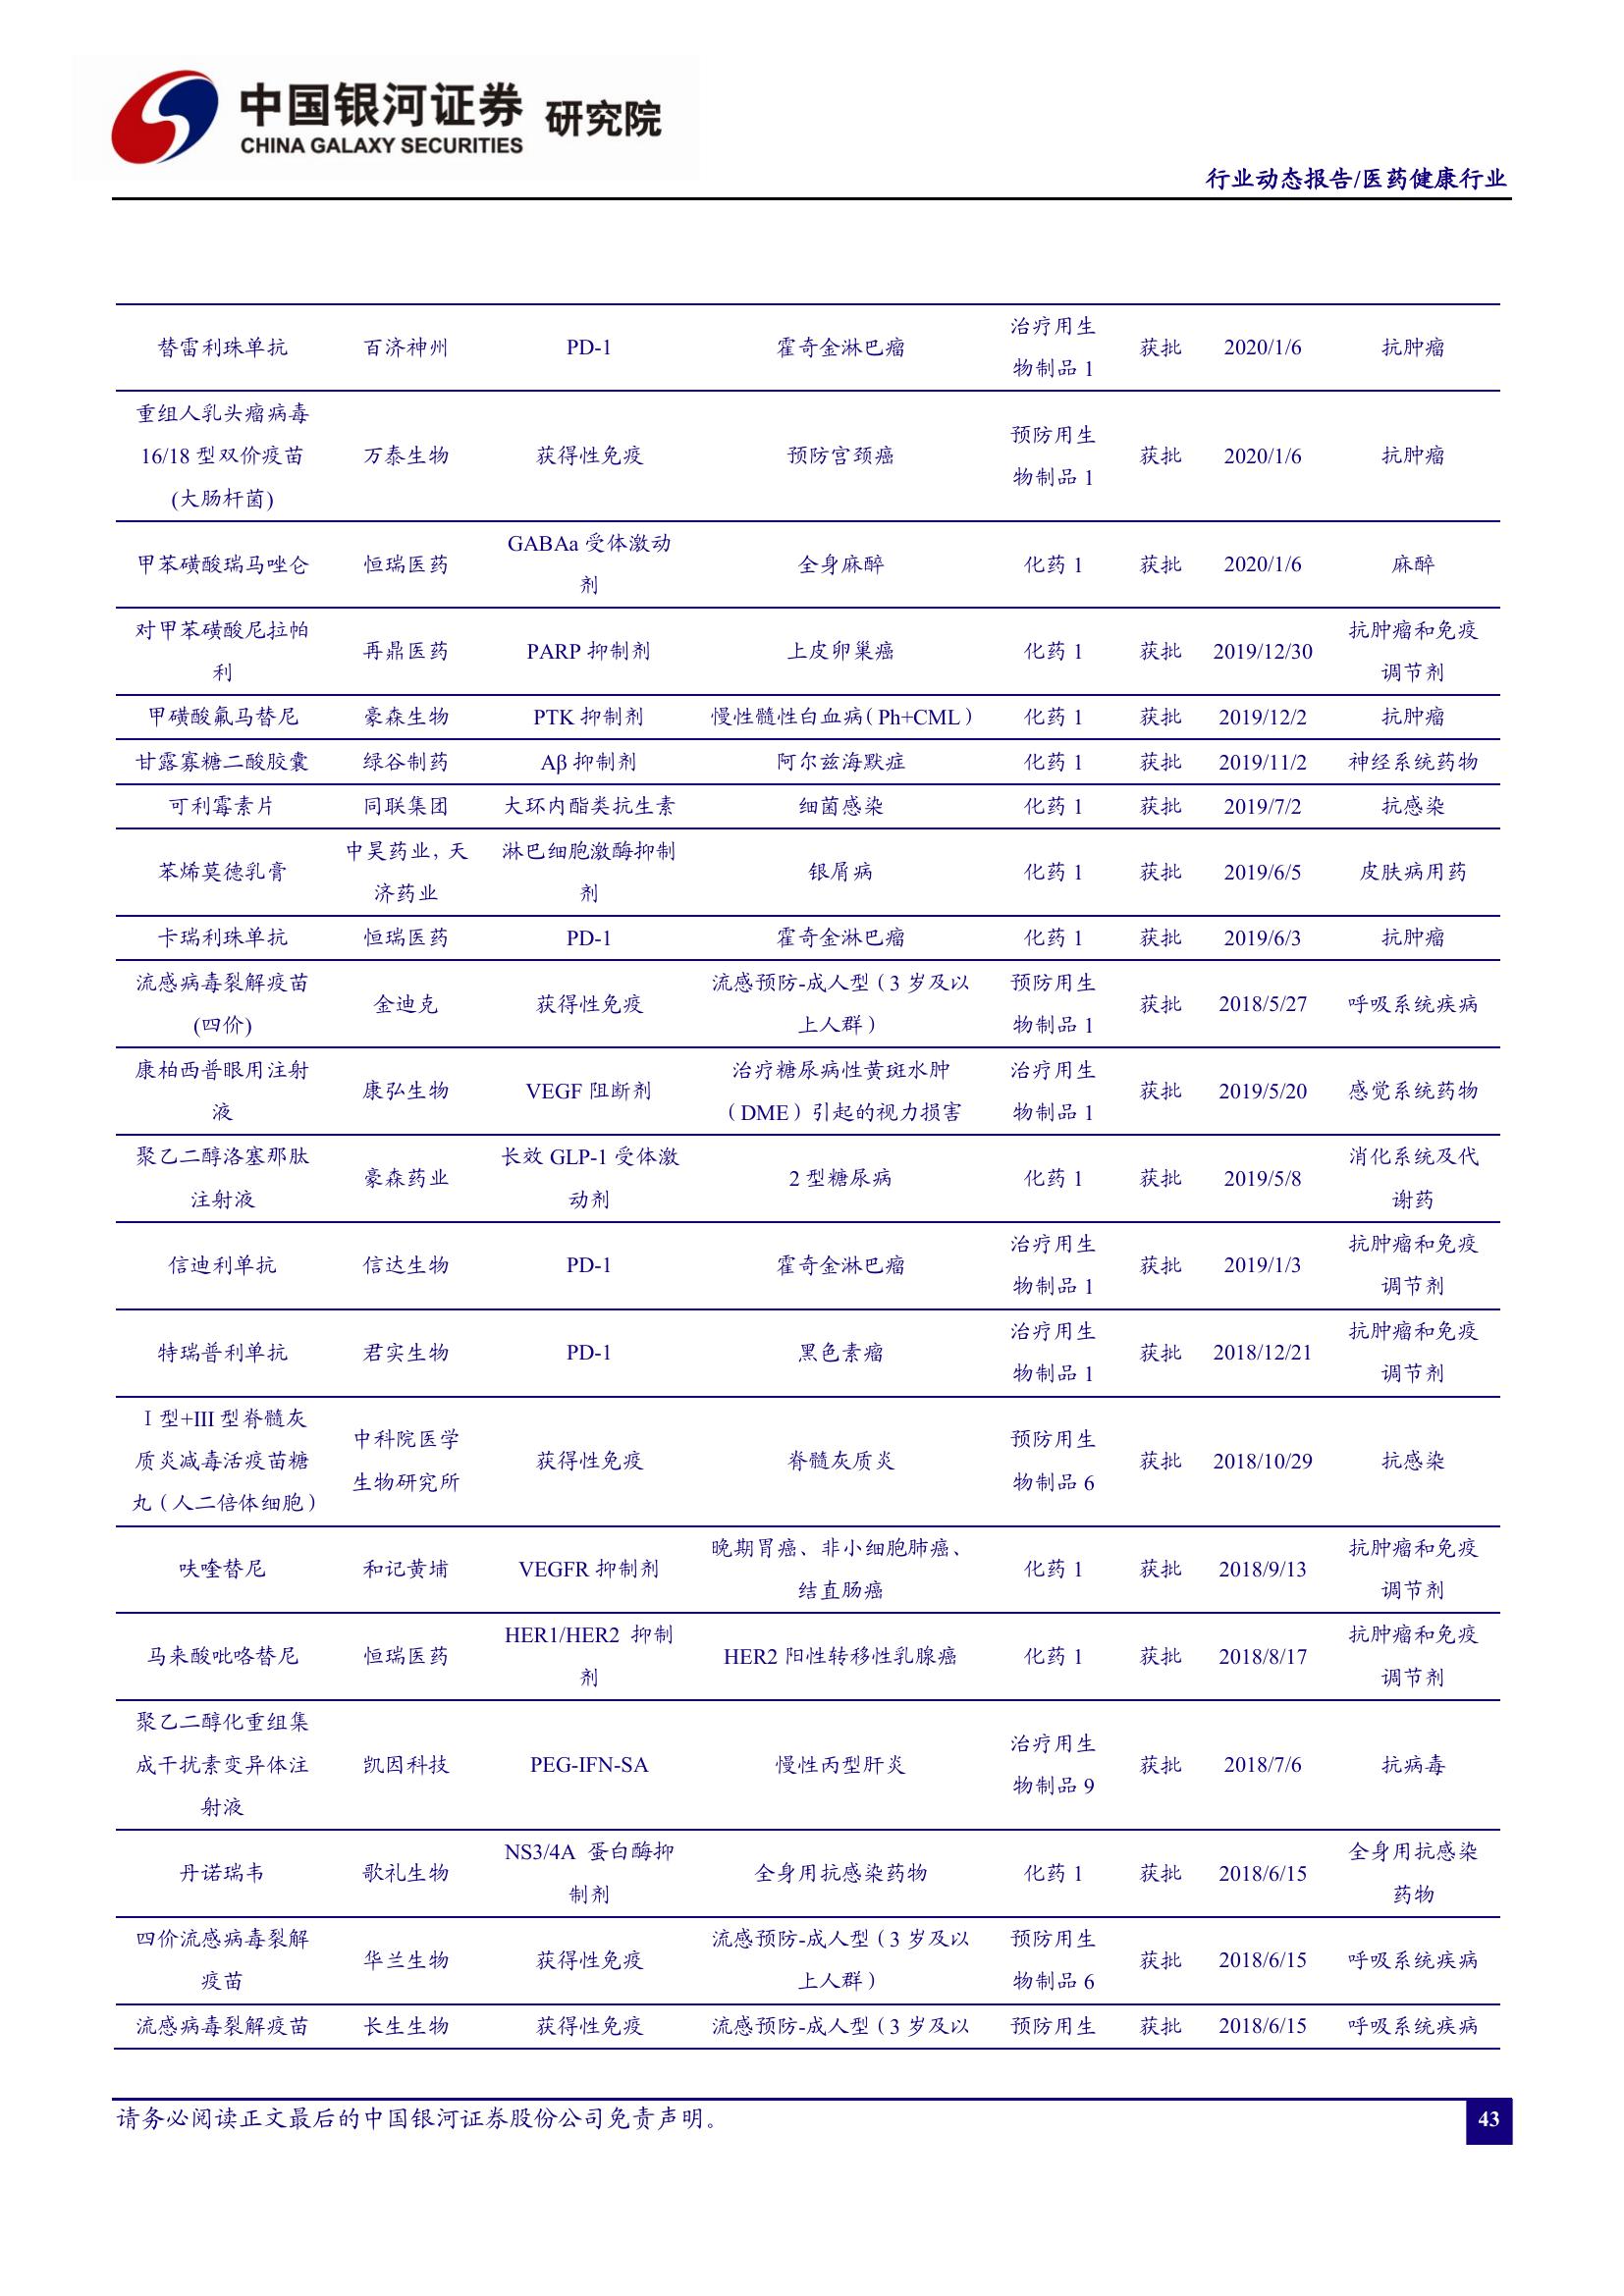 中国银河证券 研究院
CHINA GALAXY SECURITIES
行业动态报告/医药健康行业
替雷利珠单抗 百济神州 PD-1 霍奇金淋巴瘤 治疗用生物制品 1 获批 2020/1/6 抗肿瘤
重组人乳头瘤病毒16/18 型双价疫苗(大肠杆菌) 万泰生物 获得性免疫 预防宫颈癌 预防用生物制品 1 获批 2020/1/6 抗肿瘤
甲苯磺酸瑞马唑仑 恒瑞医药 GABAa 受体激动剂 全身麻醉 化药 1 获批 2020/1/6 麻醉
对甲苯磺酸尼拉帕利 再鼎医药 PARP 抑制剂 上皮卵巢癌 化药 1 获批 2019/12/30 抗肿瘤和免疫调节剂
甲磺酸氟马替尼 豪森生物 PTK 抑制剂 慢性髓性白血病（Ph+CML） 化药 1 获批 2019/12/2 抗肿瘤
甘露寡糖二酸胶囊 绿谷制药 Aβ 抑制剂 阿尔兹海默症 化药 1 获批 2019/11/2 神经系统药物
可利霉素片 同联集团 大环内酯类抗生素 细菌感染 化药 1 获批 2019/7/2 抗感染
苯烯莫德乳膏 中昊药业，天济药业 淋巴细胞激酶抑制剂 银屑病 化药 1 获批 2019/6/5 皮肤病用药
卡瑞利珠单抗 恒瑞医药 PD-1 霍奇金淋巴瘤 化药 1 获批 2019/6/3 抗肿瘤
流感病毒裂解疫苗(四价) 金迪克 获得性免疫 流感预防-成人型（3 岁及以上人群） 预防用生物制品 1 获批 2018/5/27 呼吸系统疾病
康柏西普眼用注射液 康弘生物 VEGF 阻断剂 治疗糖尿病性黄斑水肿（DME）引起的视力损害 治疗用生物制品 1 获批 2019/5/20 感觉系统药物
聚乙二醇洛塞那肽注射液 豪森药业 长效 GLP-1 受体激动剂 2 型糖尿病 化药 1 获批 2019/5/8 消化系统及代谢药
信迪利单抗 信达生物 PD-1 霍奇金淋巴瘤 治疗用生物制品 1 获批 2019/1/3 抗肿瘤和免疫调节剂
特瑞普利单抗 君实生物 PD-1 黑色素瘤 治疗用生物制品 1 获批 2018/12/21 抗肿瘤和免疫调节剂
Ⅰ型+III 型脊髓灰质炎减毒活疫苗糖丸（人二倍体细胞） 中科院医学生物研究所 获得性免疫 脊髓灰质炎 预防用生物制品 6 获批 2018/10/29 抗感染
呋喹替尼 和记黄埔 VEGFR 抑制剂 晚期胃癌、非小细胞肺癌、结直肠癌 化药 1 获批 2018/9/13 抗肿瘤和免疫调节剂
马来酸吡咯替尼 恒瑞医药 HER1/HER2 抑制剂 HER2 阳性转移性乳腺癌 化药 1 获批 2018/8/17 抗肿瘤和免疫调节剂
聚乙二醇化重组集成干扰素变异体注射液 凯因科技 PEG-IFN-SA 慢性丙型肝炎 治疗用生物制品 9 获批 2018/7/6 抗病毒
丹诺瑞韦 歌礼生物 NS3/4A 蛋白酶抑制剂 全身用抗感染药物 化药 1 获批 2018/6/15 全身用抗感染药物
四价流感病毒裂解疫苗 华兰生物 获得性免疫 流感预防-成人型（3 岁及以上人群） 预防用生物制品 6 获批 2018/6/15 呼吸系统疾病
流感病毒裂解疫苗 长生生物 获得性免疫 流感预防-成人型（3 岁及以 预防用生 获批 2018/6/15 呼吸系统疾病
请务必阅读正文最后的中国银河证券股份公司免责声明。
43